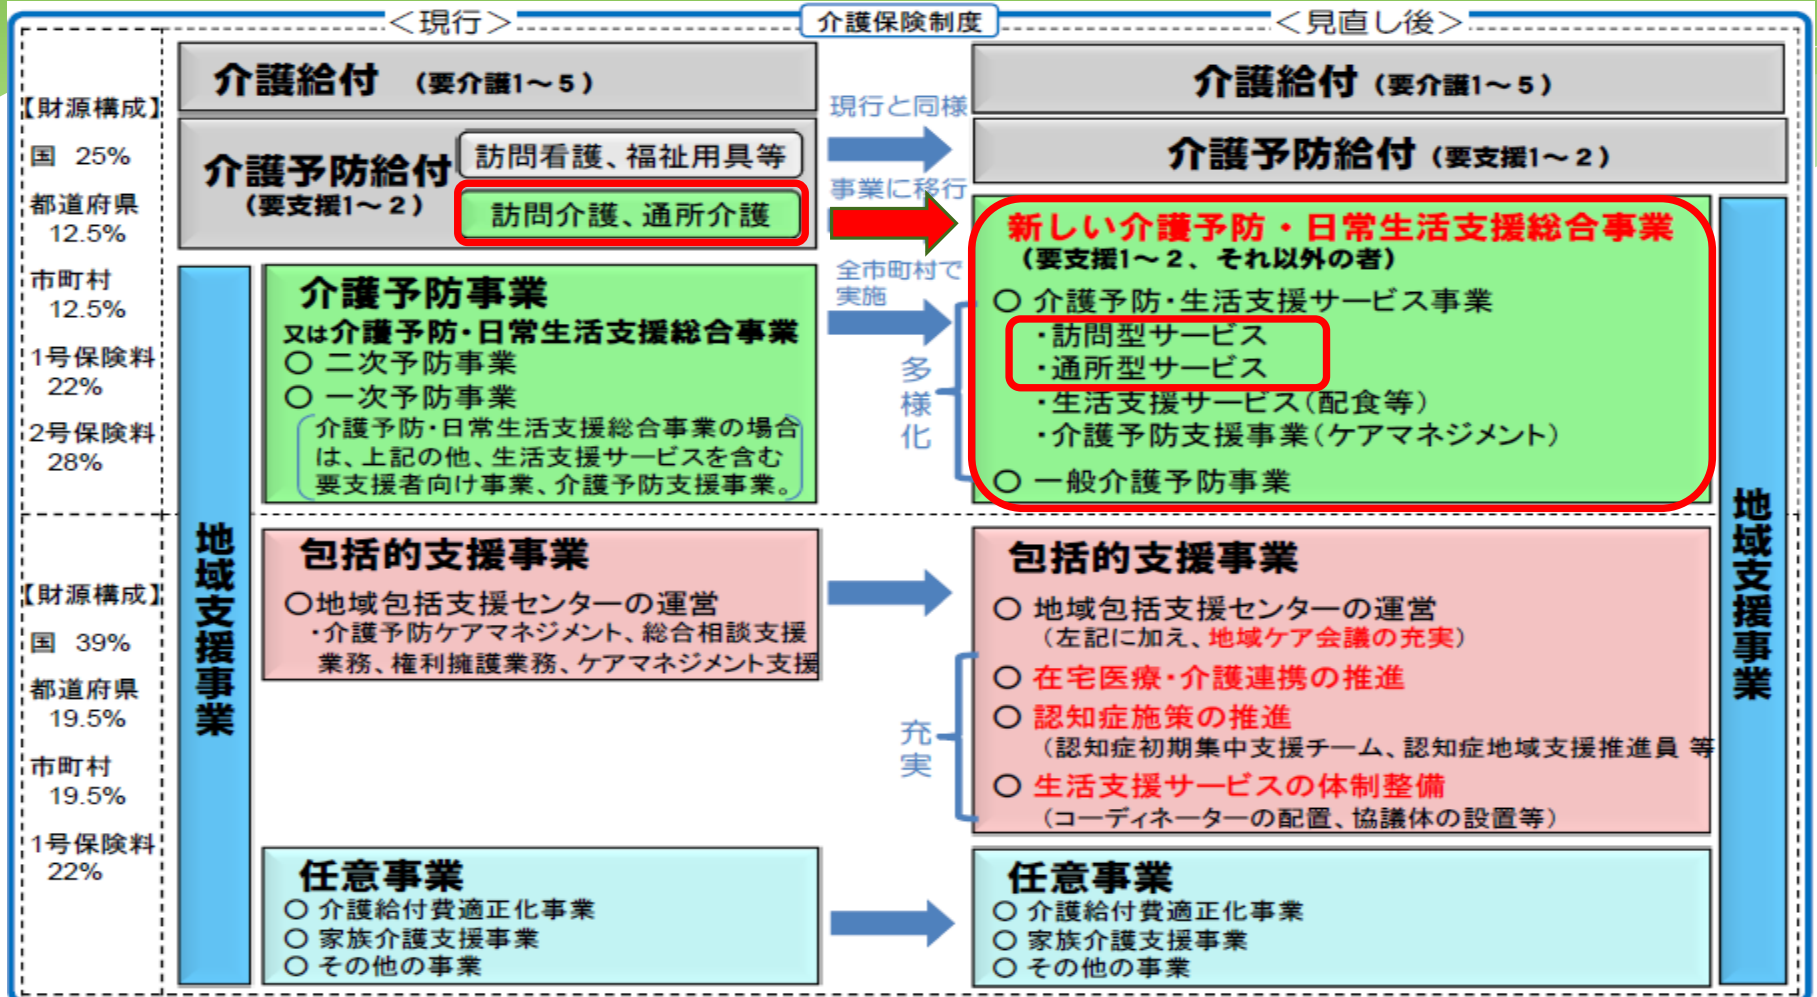 介護保険制度
＜現行＞
＜見直し後＞
【財源構成】
国 25%
都道府県
12.5%
市町村
12.5%
1号保険料
22%
2号保険料
28%
【財源構成】
国 39%
都道府県
19.5%
市町村
19.5%
1号保険料
22%
介護給付 （要介護1～5）
介護予防給付
（要支援1～2）
訪問看護、福祉用具等
訪問介護、通所介護
地域支援事業
介護予防事業
又は介護予防・日常生活支援総合事業
○ 二次予防事業
○ 一次予防事業
介護予防・日常生活支援総合事業の場合
は、上記の他、生活支援サービスを含む
要支援者向け事業、介護予防支援事業。
包括的支援事業
○地域包括支援センターの運営
・介護予防ケアマネジメント、総合相談支援
業務、権利擁護業務、ケアマネジメント支援
任意事業
○ 介護給付費適正化事業
○ 家族介護支援事業
○ その他の事業
現行と同様
事業に移行
全市町村で
実施
多様化
充実
介護給付（要介護1～5）
介護予防給付（要支援1～2）
新しい介護予防・日常生活支援総合事業
（要支援1～2、それ以外の者）
○ 介護予防・生活支援サービス事業
・訪問型サービス
・通所型サービス
・生活支援サービス（配食等）
・介護予防支援事業（ケアマネジメント）
○ 一般介護予防事業
包括的支援事業
○ 地域包括支援センターの運営
（左記に加え、地域ケア会議の充実）
○ 在宅医療・介護連携の推進
○ 認知症施策の推進
（認知症初期集中支援チーム、認知症地域支援推進員 等
○ 生活支援サービスの体制整備
（コーディネーターの配置、協議体の設置等）
任意事業
○ 介護給付費適正化事業
○ 家族介護支援事業
○ その他の事業
地域支援事業